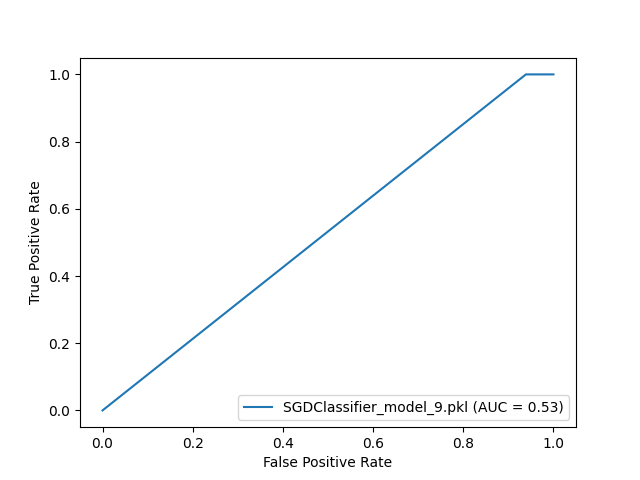 1.0
0.8
0.6
0.4
0.2
0.0
True Positive Rate
SGDClassifier_model_9.pkl (AUC = 0.53)
0.0 0.2 0.4 0.6 0.8 1.0
False Positive Rate